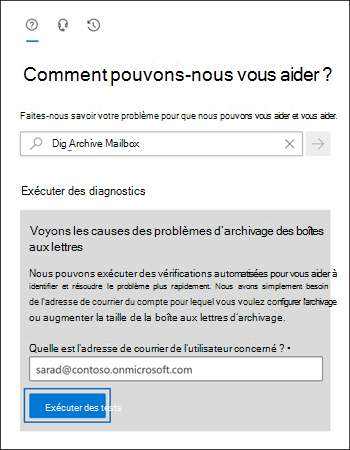 Comment pouvons-nous vous aider ?
Faites-nous savoir votre problème pour que nous pouvons vous aider et vous aider.
Dig Archive Mailbox
Exécuter des diagnostics
Voyons les causes des problèmes d'archivage des boîtes
aux lettres
Nous pouvons exécuter des vérifications automatisées pour vous aider à
identifier et résoudre le problème plus rapidement. Nous avons simplement besoin
de l'adresse de courrier du compte pour lequel vous voulez configurer l'archivage
ou augmenter la taille de la boîte aux lettres d'archivage.
Quelle est l'adresse de courrier de l'utilisateur concerné ? •
sarad@contoso.onmicrosoft.com
Exécuter des tests